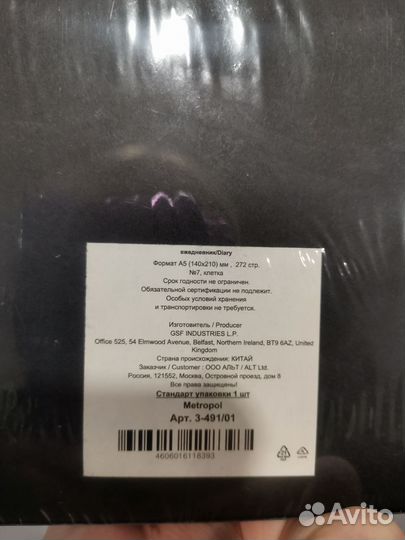 ежедневник/Diary
Формат А5 (140х210) мм , 272 стр.
№7, клетка
Срок годности не ограничен.
Обязательной сертификации не подлежит.
Особых условий хранения
и транспортировки не требуется.
Изготовитель / Producer
GSF INDUSTRIES L.P.
Office 525, 54 Elmwood Avenue, Belfast, Northern Ireland, BT9 6AZ, United
Kingdom
Страна происхождения: КИТАЙ
Заказчик / Customer : ООО АЛЬТ / ALT Ltd.
Россия, 121552, Москва, Островной проезд, дом 8
Все права защищены!
Стандарт упаковки 1 шт
Metropol
Арт. 3-491/01
4606016118393
Avito